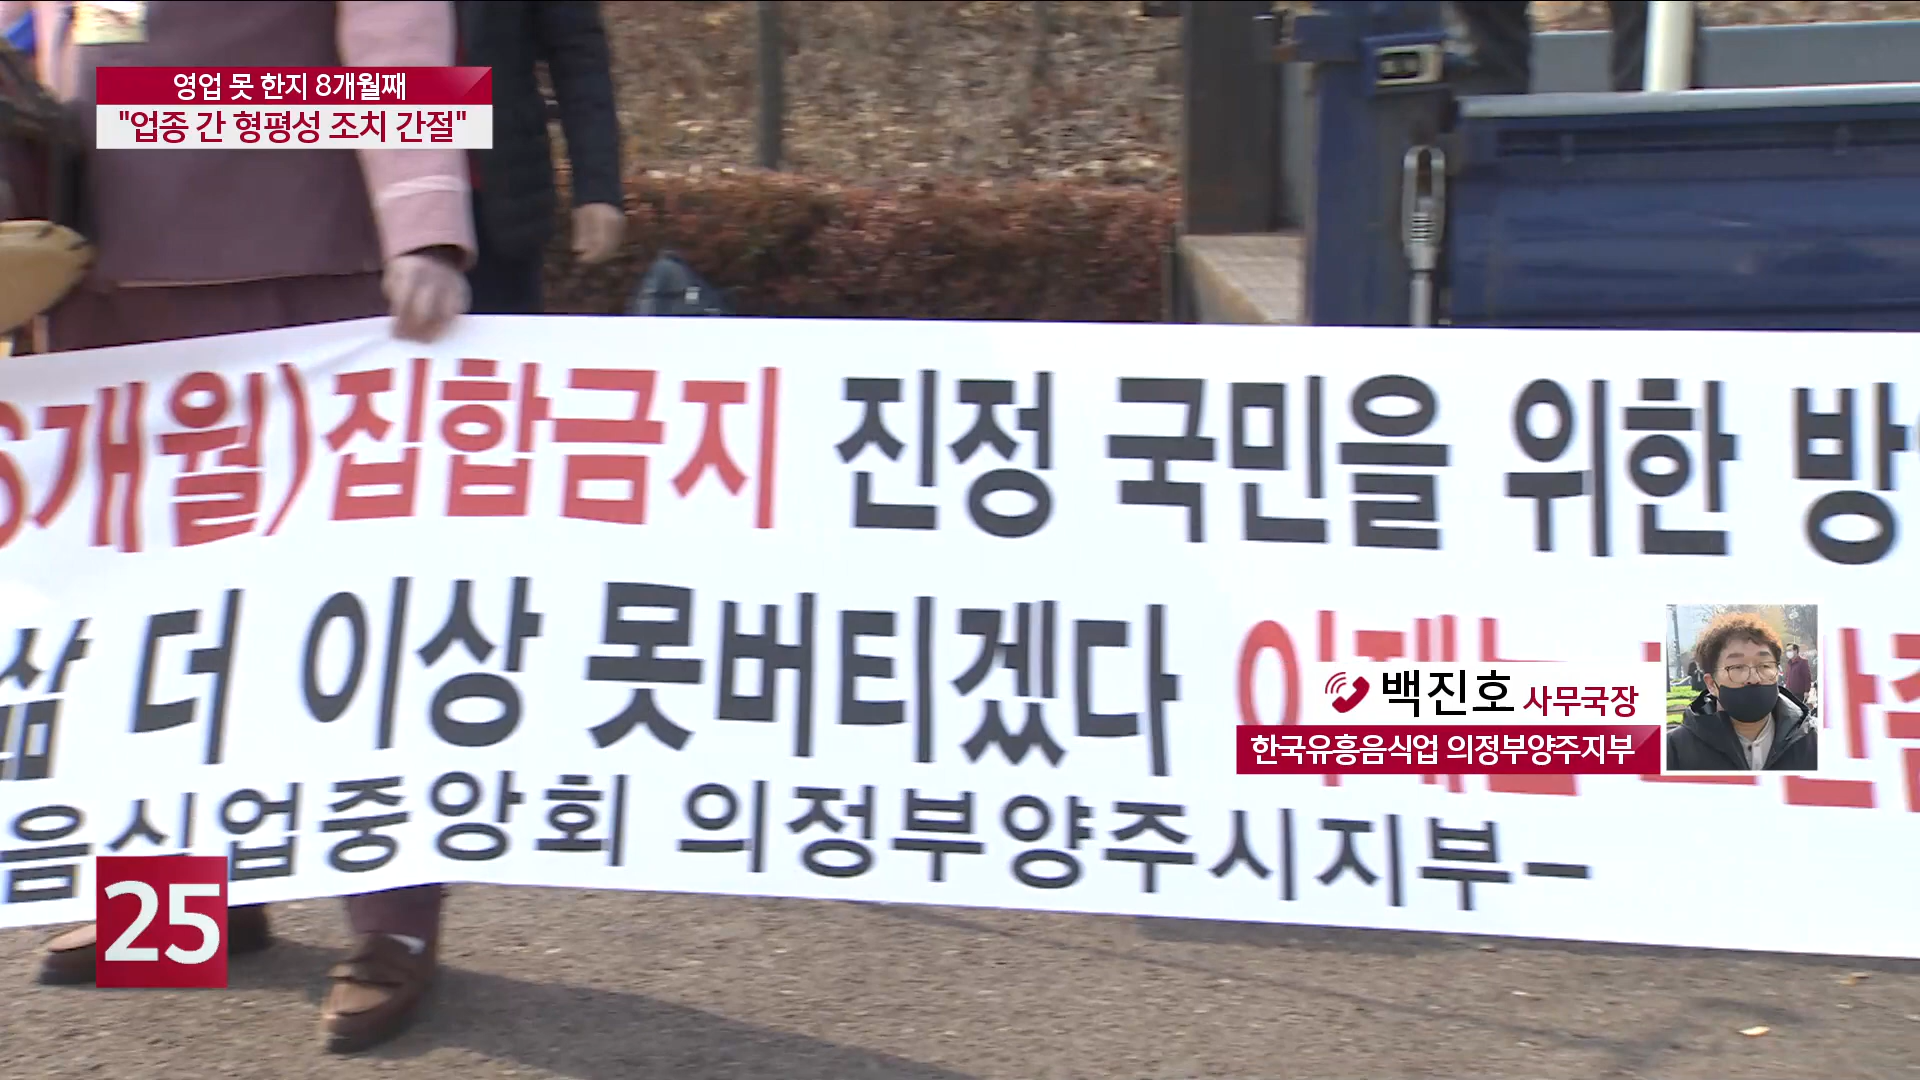 영업 못 한지 8개월째
"업종 간 형평성 조치 간절"
6개월)집합금지 진정 국민을 위한
삶 더 이상 못버티겠다
백진호 사무국장
한국유흥음식업 의정부양주지부
음식업중앙회 의정부양주시지부-
25